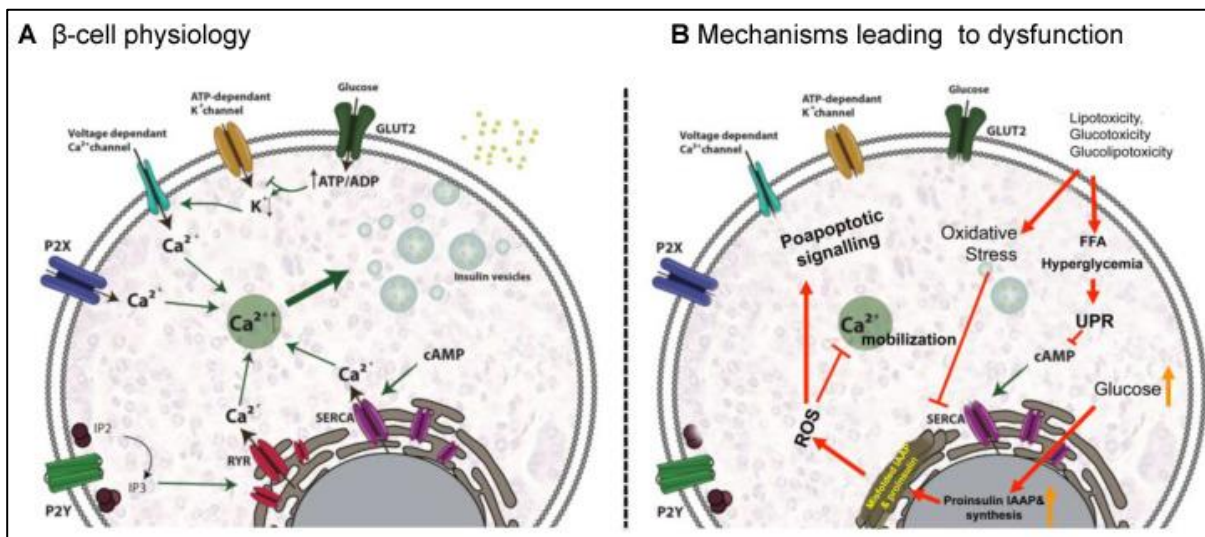 A β-cell physiology
ATP-dependant
K⁺channel
Glucose
GLUT2
Voltage dependant
Ca²⁺channel
↑ATP/ADP
K⁺↓
P2X
Ca²⁺
Ca²⁺
Insulin vesicles
Ca²⁺↑
cAMP
Ca²⁺
SERCA
Ca²⁺
RYR
IP2
IP3
P2Y
B Mechanisms leading to dysfunction
ATP-dependant
K⁺channel
Glucose
GLUT2
Voltage dependant
Ca²⁺channel
Lipotoxicity,
Glucotoxicity
Glucolipotoxicity
P2X
Poapoptotic
signalling
Oxidative
Stress
FFA
Hyperglycemia
UPR
Ca²⁺
mobilization
cAMP
Glucose
SERCA
ROS
Misfolded IAAP
& proinsulin
Proinsulin IAAP&
synthesis
P2Y